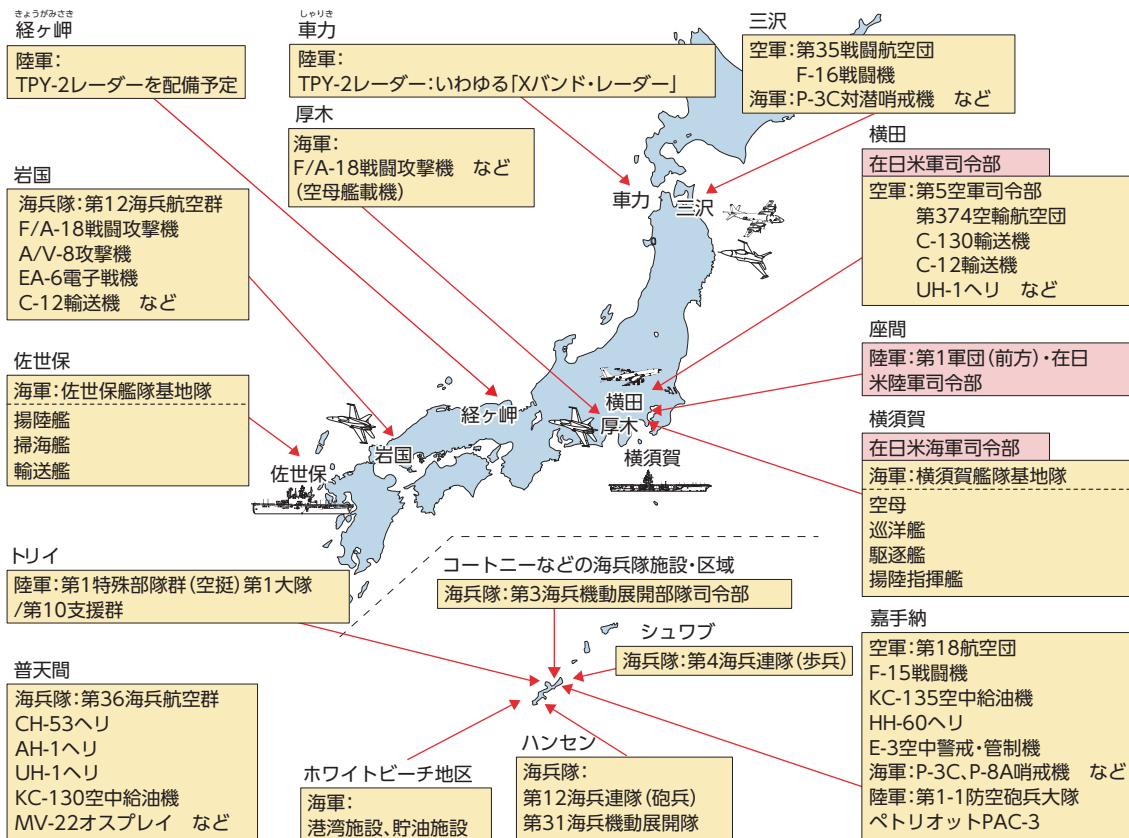 きょうがみさき
経ヶ岬
陸軍：
TPY-2レーダーを配備予定
しゃりき
車力
陸軍：
TPY-2レーダー：いわゆる「Xバンド・レーダー」
三沢
空軍：第35戦闘航空団
F-16戦闘機
海軍：P-3C対潜哨戒機　など
厚木
海軍：
F/A-18戦闘攻撃機　など
(空母艦載機)
横田
在日米軍司令部
空軍：第5空軍司令部
第374空輸航空団
C-130輸送機
C-12輸送機
UH-1ヘリ　など
岩国
海兵隊：第12海兵航空群
F/A-18戦闘攻撃機
A/V-8攻撃機
EA-6電子戦機
C-12輸送機　など
座間
陸軍：第1軍団(前方)・在日
米陸軍司令部
佐世保
海軍：佐世保艦隊基地隊
揚陸艦
掃海艦
輸送艦
横須賀
在日米海軍司令部
海軍：横須賀艦隊基地隊
空母
巡洋艦
駆逐艦
揚陸指揮艦
車力
三沢
横田
厚木
経ヶ岬
岩国
横須賀
佐世保
トリイ
陸軍：第1特殊部隊群(空挺)第1大隊
/第10支援群
コートニーなどの海兵隊施設・区域
海兵隊：第3海兵機動展開部隊司令部
シュワブ
海兵隊：第4海兵連隊(歩兵)
嘉手納
空軍：第18航空団
F-15戦闘機
KC-135空中給油機
HH-60ヘリ
E-3空中警戒・管制機
海軍：P-3C、P-8A哨戒機　など
陸軍：第1-1防空砲兵大隊
ペトリオットPAC-3
普天間
海兵隊：第36海兵航空群
CH-53ヘリ
AH-1ヘリ
UH-1ヘリ
KC-130空中給油機
MV-22オスプレイ　など
ホワイトビーチ地区
海軍：
港湾施設、貯油施設
ハンセン
海兵隊：
第12海兵連隊(砲兵)
第31海兵機動展開隊